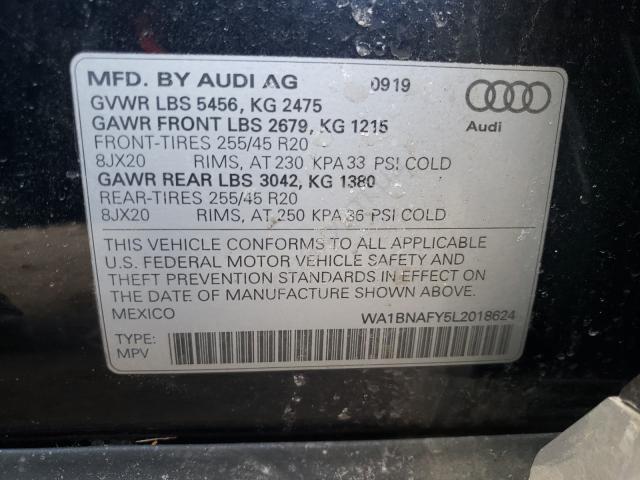 MFD. BY AUDI AG 0919
GVWR LBS 5456, KG 2475
GAWR FRONT LBS 2679, KG 1215
FRONT-TIRES 255/45 R20
8JX20 RIMS, AT 230 KPA 33 PSI COLD
GAWR REAR LBS 3042, KG 1380
REAR-TIRES 255/45 R20
8JX20 RIMS, AT 250 KPA 36 PSI COLD
Audi
THIS VEHICLE CONFORMS TO ALL APPLICABLE
U.S. FEDERAL MOTOR VEHICLE SAFETY AND
THEFT PREVENTION STANDARDS IN EFFECT ON
THE DATE OF MANUFACTURE SHOWN ABOVE.
MEXICO WA1BNAFY5L2018624
TYPE:
MPV